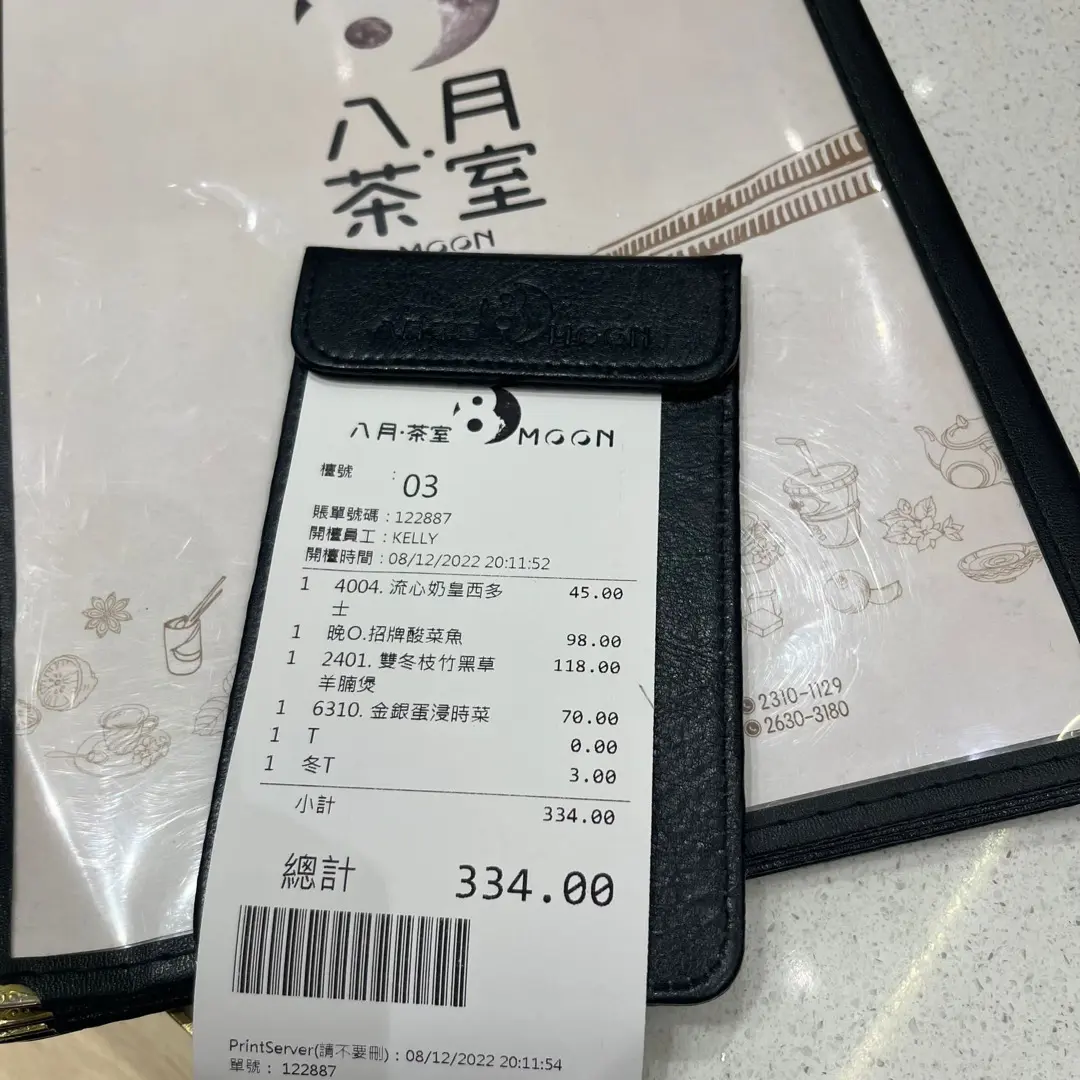 八·月
茶室
MOON
MOON
八月·茶室 8 MOON
檯號 : 03
賬單號碼：122887
開檯員工：KELLY
開檯時間：08/12/2022 20:11:52
1 4004. 流心奶皇西多 45.00
士
1 晚O.招牌酸菜魚 98.00
1 2401. 雙冬枝竹黑草 118.00
羊腩煲
1 6310. 金銀蛋浸時菜 70.00
1 T 0.00
1 冬T 3.00
小計 334.00
總計 334.00
PrintServer(請不要刪)：08/12/2022 20:11:54
單號： 122887
2310-1129
2630-3180